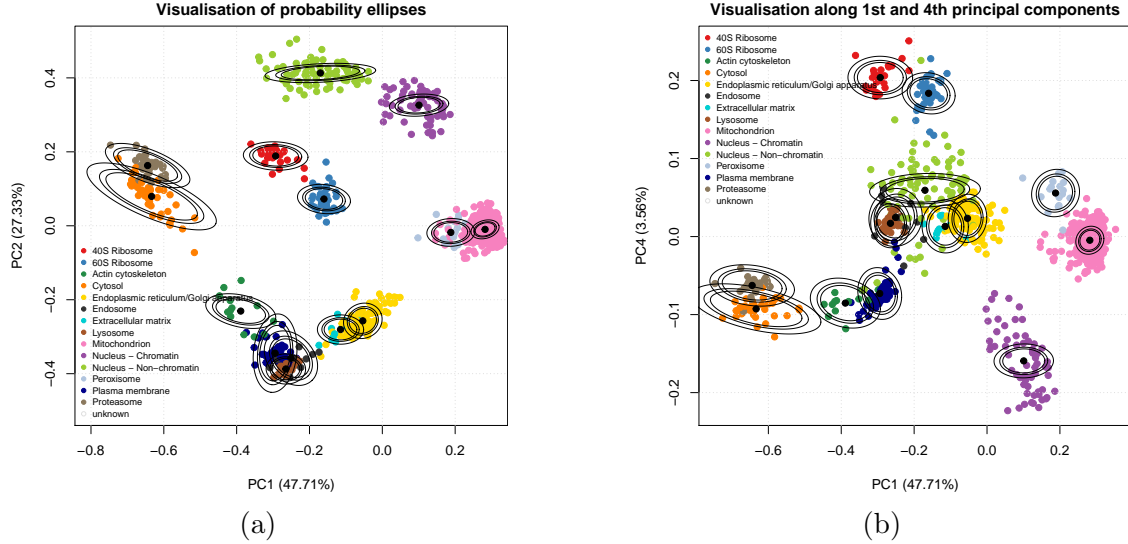 Visualisation of probability ellipses
PC2 (27.33%)
0.4
0.2
0.0
−0.2
−0.4
40S Ribosome
60S Ribosome
Actin cytoskeleton
Cytosol
Endoplasmic reticulum/Golgi apparatus
Endosome
Extracellular matrix
Lysosome
Mitochondrion
Nucleus − Chromatin
Nucleus − Non−chromatin
Peroxisome
Plasma membrane
Proteasome
unknown
−0.8 −0.6 −0.4 −0.2 0.0 0.2
PC1 (47.71%)
(a)
Visualisation along 1st and 4th principal components
PC4 (3.56%)
0.2
0.1
0.0
−0.1
−0.2
40S Ribosome
60S Ribosome
Actin cytoskeleton
Cytosol
Endoplasmic reticulum/Golgi apparatus
Endosome
Extracellular matrix
Lysosome
Mitochondrion
Nucleus − Chromatin
Nucleus − Non−chromatin
Peroxisome
Plasma membrane
Proteasome
unknown
−0.8 −0.6 −0.4 −0.2 0.0 0.2
PC1 (47.71%)
(b)